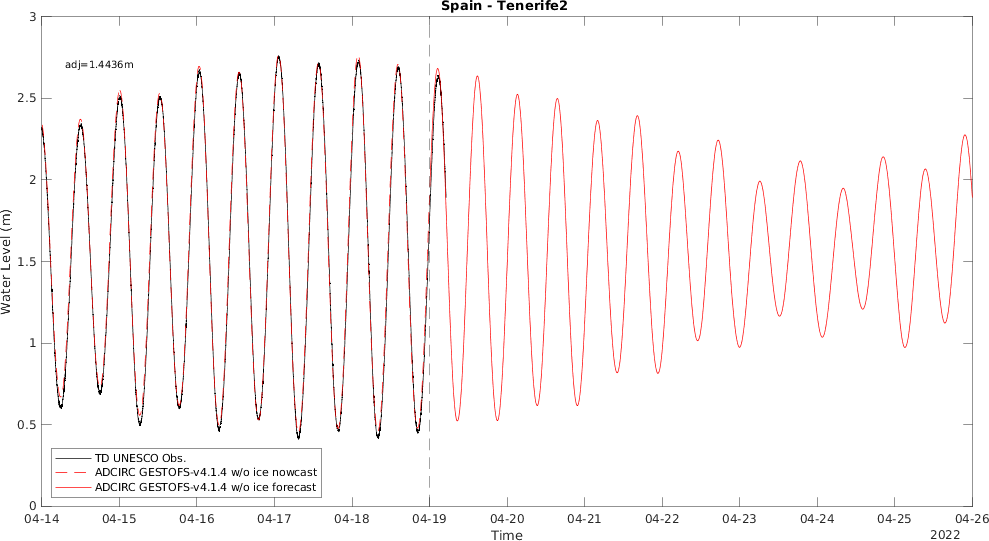 Spain - Tenerife2
adj=1.4436m
Water Level (m)
3
2.5
2
1.5
1
0.5
0
TD UNESCO Obs.
ADCIRC GESTOFS-v4.1.4 w/o ice nowcast
ADCIRC GESTOFS-v4.1.4 w/o ice forecast
04-14 04-15 04-16 04-17 04-18 04-19 04-20 04-21 04-22 04-23 04-24 04-25 04-26
Time
2022